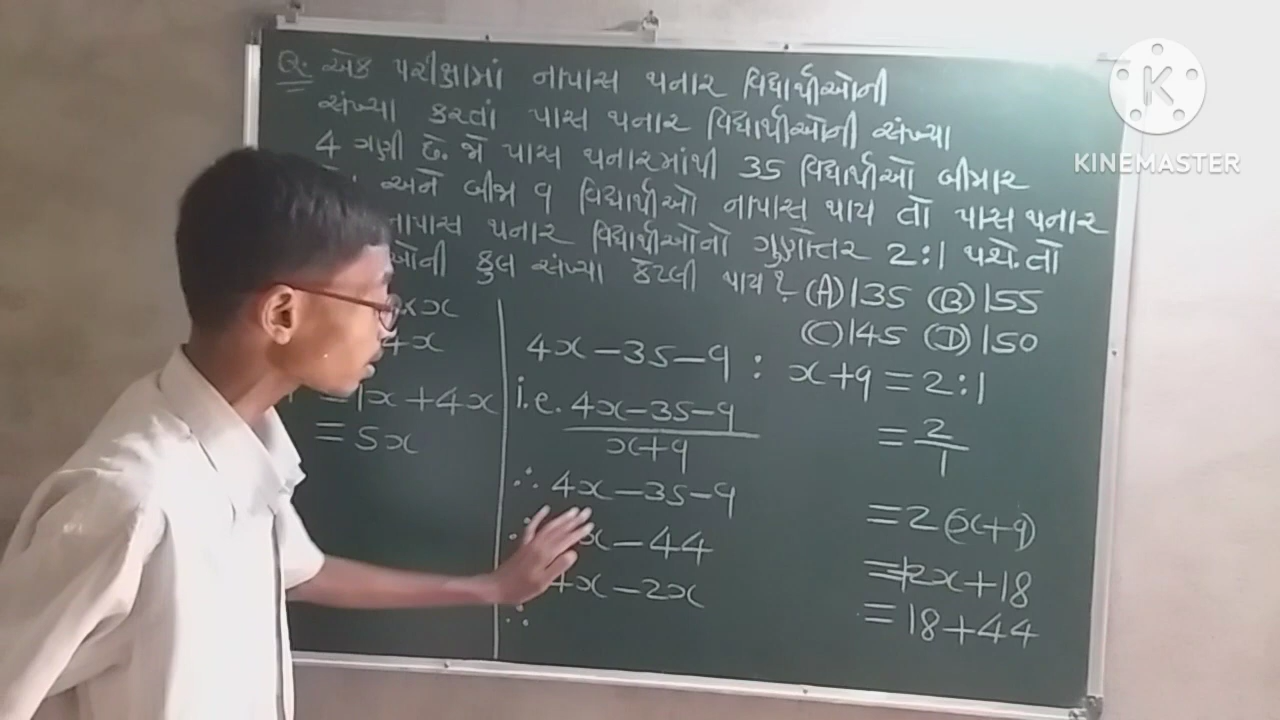 Q. એક પરીક્ષામાં નાપાસ થનાર વિદ્યાર્થીઓની
સંખ્યા કરતાં પાસ થનાર વિદ્યાર્થીઓની સંખ્યા
4 ગણી છે. જો પાસ થનારમાંથી 35 વિદ્યાર્થીઓ બીમાર
અને બીજા 9 વિદ્યાર્થીઓ નાપાસ થાય તો પાસ થનાર
નાપાસ થનાર વિદ્યાર્થીઓનો ગુણોત્તર 2:1 થશે. તો
કુલ સંખ્યા કેટલી થાય? (A) 135 (B) 155
(C) 145 (D) 150
×x
4x
= 1x + 4x
= 5x
4x - 35 - 9 : x + 9 = 2 : 1
i.e. 4x - 35 - 9
x + 9
= 2
1
∴ 4x - 35 - 9 = 2(x + 9)
x - 44 = 2x + 18
4x - 2x = 18 + 44
∴
K
KINEMASTER